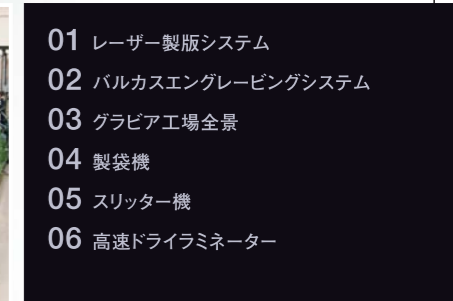 01 レーザー製版システム
02 バルカスエングレービングシステム
03 グラビア工場全景
04 製袋機
05 スリッター機
06 高速ドライラミネーター